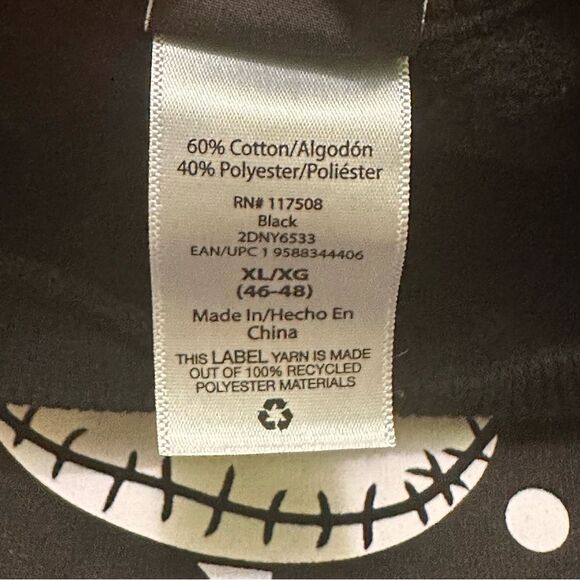 60% Cotton/Algodón
40% Polyester/Poliéster
RN# 117508
Black
2DNY6533
EAN/UPC 1 9588344406
XL/XG
(46-48)
Made In/Hecho En
China
THIS LABEL YARN IS MADE
OUT OF 100% RECYCLED
POLYESTER MATERIALS